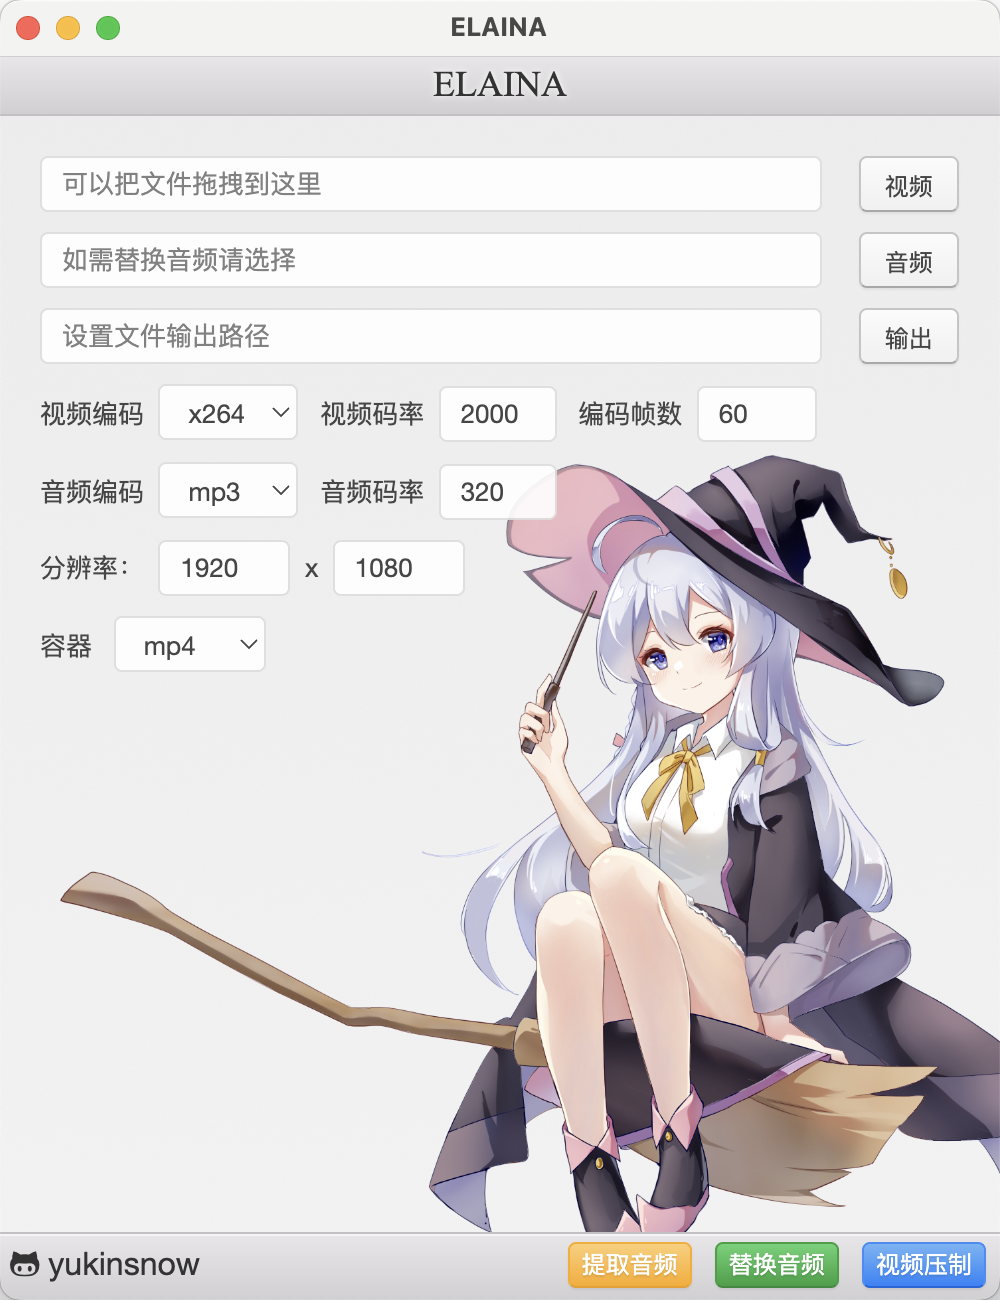 ELAINA
ELAINA
可以把文件拖拽到这里 视频
如需替换音频请选择 音频
设置文件输出路径 输出
视频编码 x264 视频码率 2000 编码帧数 60
音频编码 mp3 音频码率 320
分辨率： 1920 x 1080
容器 mp4
yukinsnow 提取音频 替换音频 视频压制